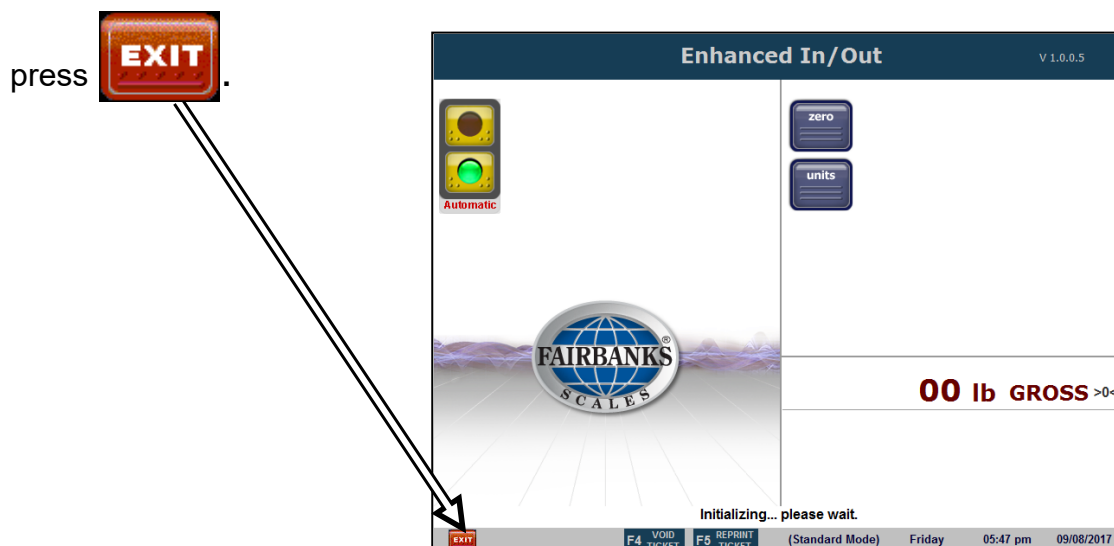 press EXIT.
Enhanced In/Out
V 1.0.0.5
zero
units
Automatic
FAIRBANKS®
SCALES
00 lb GROSS >0<
Initializing... please wait.
EXIT
F4 VOID TICKET
F5 REPRINT TICKET
(Standard Mode) Friday 05:47 pm 09/08/2017